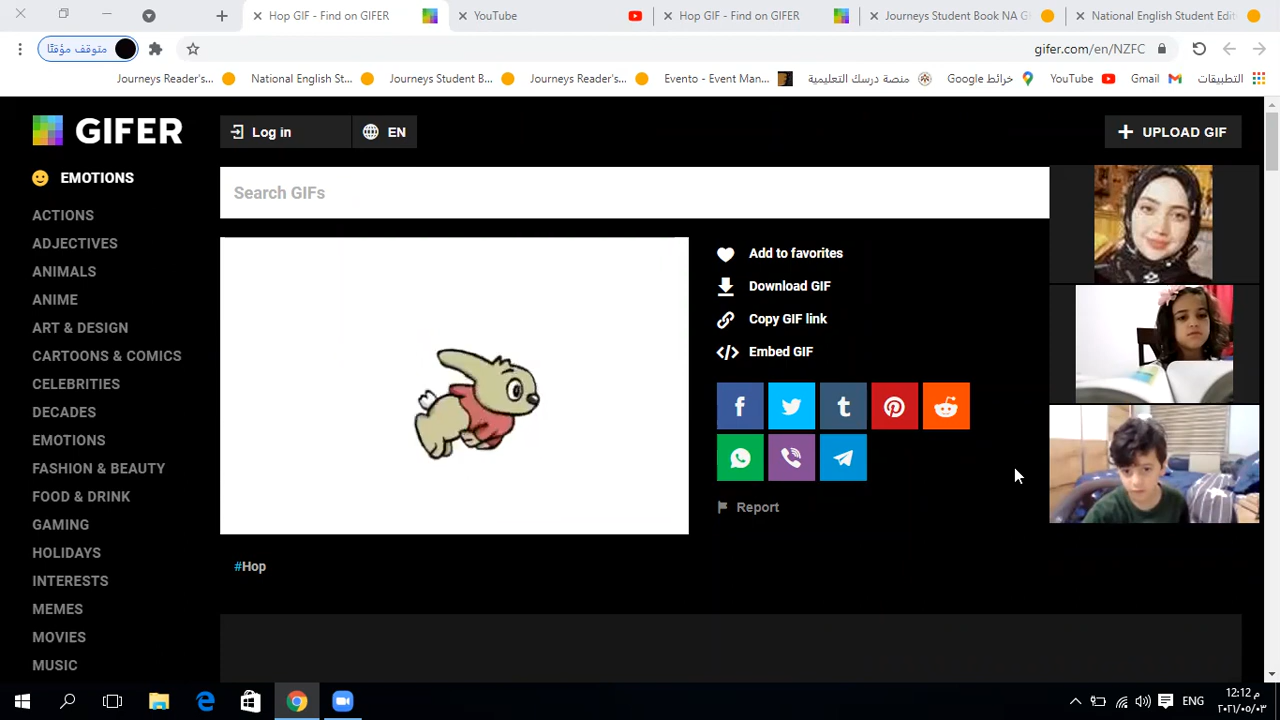 Hop GIF - Find on GIFER
YouTube
Hop GIF - Find on GIFER
Journeys Student Book NA G
National English Student Edit
متوقف مؤقتًا
gifer.com/en/NZFC
Journeys Reader's...
National English St...
Journeys Student B...
Journeys Reader's...
Evento - Event Man...
منصة درسك التعليمية
خرائط Google
YouTube
Gmail
التطبيقات
GIFER
Log in
EN
UPLOAD GIF
EMOTIONS
Search GIFs
ACTIONS
ADJECTIVES
ANIMALS
ANIME
ART & DESIGN
CARTOONS & COMICS
CELEBRITIES
DECADES
EMOTIONS
FASHION & BEAUTY
FOOD & DRINK
GAMING
HOLIDAYS
INTERESTS
MEMES
MOVIES
MUSIC
Add to favorites
Download GIF
Copy GIF link
Embed GIF
Report
#Hop
ENG
12:12 م
٢٠٢١/٠٥/٠٣